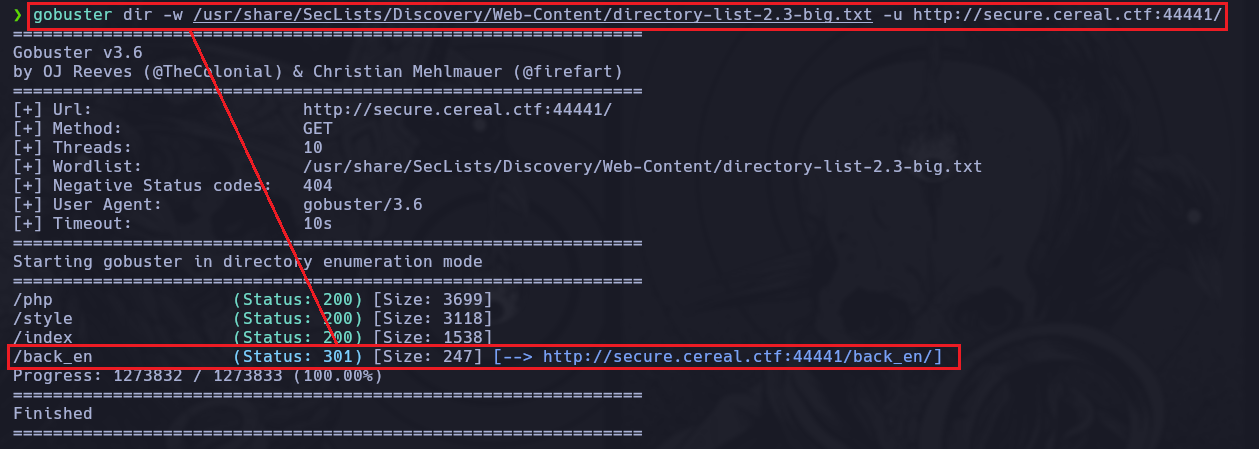 ❯ gobuster dir -w /usr/share/SecLists/Discovery/Web-Content/directory-list-2.3-big.txt -u http://secure.cereal.ctf:44441/
===============================================================
Gobuster v3.6
by OJ Reeves (@TheColonial) & Christian Mehlmauer (@firefart)
===============================================================
[+] Url:                     http://secure.cereal.ctf:44441/
[+] Method:                  GET
[+] Threads:                 10
[+] Wordlist:                /usr/share/SecLists/Discovery/Web-Content/directory-list-2.3-big.txt
[+] Negative Status codes:   404
[+] User Agent:              gobuster/3.6
[+] Timeout:                 10s
===============================================================
Starting gobuster in directory enumeration mode
===============================================================
/php                  (Status: 200) [Size: 3699]
/style                (Status: 200) [Size: 3118]
/index                (Status: 200) [Size: 1538]
/back_en              (Status: 301) [Size: 247] [--> http://secure.cereal.ctf:44441/back_en/]
Progress: 1273832 / 1273833 (100.00%)
===============================================================
Finished
===============================================================